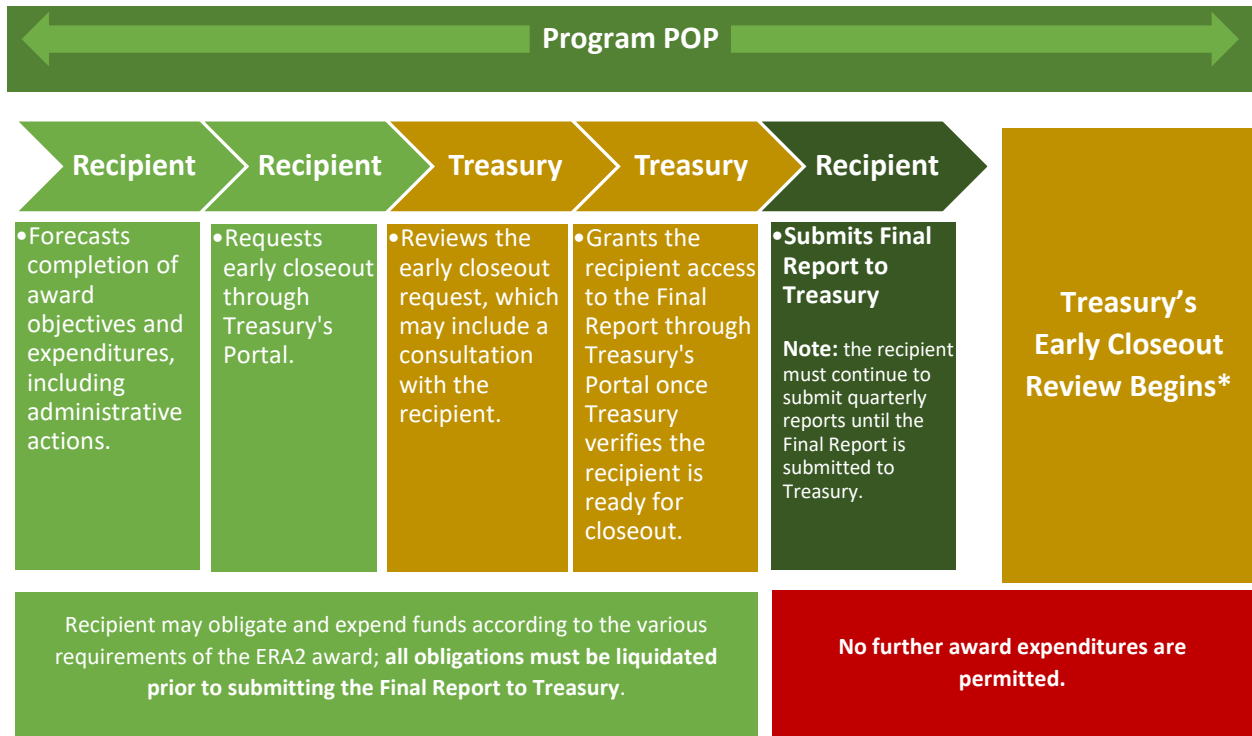 Program POP
Recipient
Recipient
Treasury
Treasury
Recipient
•Forecasts
completion of
award
objectives and
expenditures,
including
administrative
actions.
•Requests
early closeout
through
Treasury's
Portal.
•Reviews the
early closeout
request, which
may include a
consultation
with the
recipient.
•Grants the
recipient access
to the Final
Report through
Treasury's
Portal once
Treasury
verifies the
recipient is
ready for
closeout.
•Submits Final
Report to
Treasury
Note: the recipient
must continue to
submit quarterly
reports until the
Final Report is
submitted to
Treasury.
Treasury’s
Early Closeout
Review Begins*
Recipient may obligate and expend funds according to the various
requirements of the ERA2 award; all obligations must be liquidated
prior to submitting the Final Report to Treasury.
No further award expenditures are
permitted.